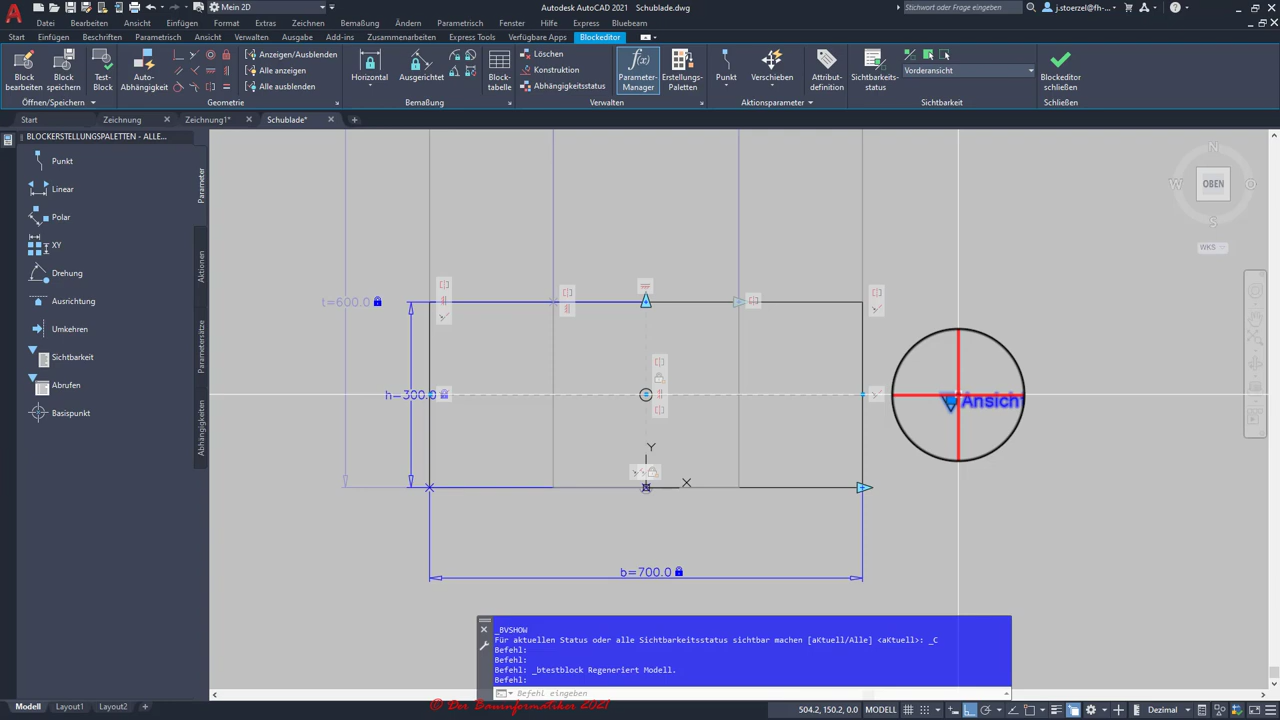 Mein 2D
Autodesk AutoCAD 2021
Schublade.dwg
Stichwort oder Frage eingeben
j.stoerzel@fh-...
Datei
Bearbeiten
Ansicht
Einfügen
Format
Extras
Zeichnen
Bemaßung
Ändern
Parametrisch
Fenster
Hilfe
Express
Bluebeam
Start
Einfügen
Beschriften
Parametrisch
Ansicht
Verwalten
Ausgabe
Add-ins
Zusammenarbeiten
Express Tools
Verfügbare Apps
Blockeditor
Block
bearbeiten
Block
speichern
Test-
Block
Öffnen/Speichern
Auto-
Abhängigkeit
Anzeigen/Ausblenden
Alle anzeigen
Alle ausblenden
Geometrie
Horizontal
Ausgerichtet
Bemaßung
Block-
tabelle
Löschen
Konstruktion
Abhängigkeitsstatus
Parameter-
Manager
Erstellungs-
Paletten
Verwalten
Punkt
Verschieben
Aktionsparameter
Attribut-
definition
Sichtbarkeits-
status
Vorderansicht
Sichtbarkeit
Blockeditor
schließen
Schließen
Start
Zeichnung
Zeichnung1*
Schublade*
BLOCKERSTELLUNGSPALETTEN - ALLE...
Punkt
Linear
Polar
XY
Drehung
Ausrichtung
Umkehren
Sichtbarkeit
Abrufen
Basispunkt
Parameter
Aktionen
Parametersätze
Abhängigkeiten
t=600.0
h=300.0
b=700.0
Y
X
Ansicht
N
W
OBEN
O
S
WKS
_BVSHOW
Für aktuellen Status oder alle Sichtbarkeitsstatus sichtbar machen [aKtuell/Alle] <aKtuell>: _C
Befehl:
Befehl:
Befehl: _btestblock Regeneriert Modell.
Befehl:
Befehl eingeben
Modell
Layout1
Layout2
© Der Bauinformatiker 2021
504.2, 150.2, 0.0
MODELL
Dezimal